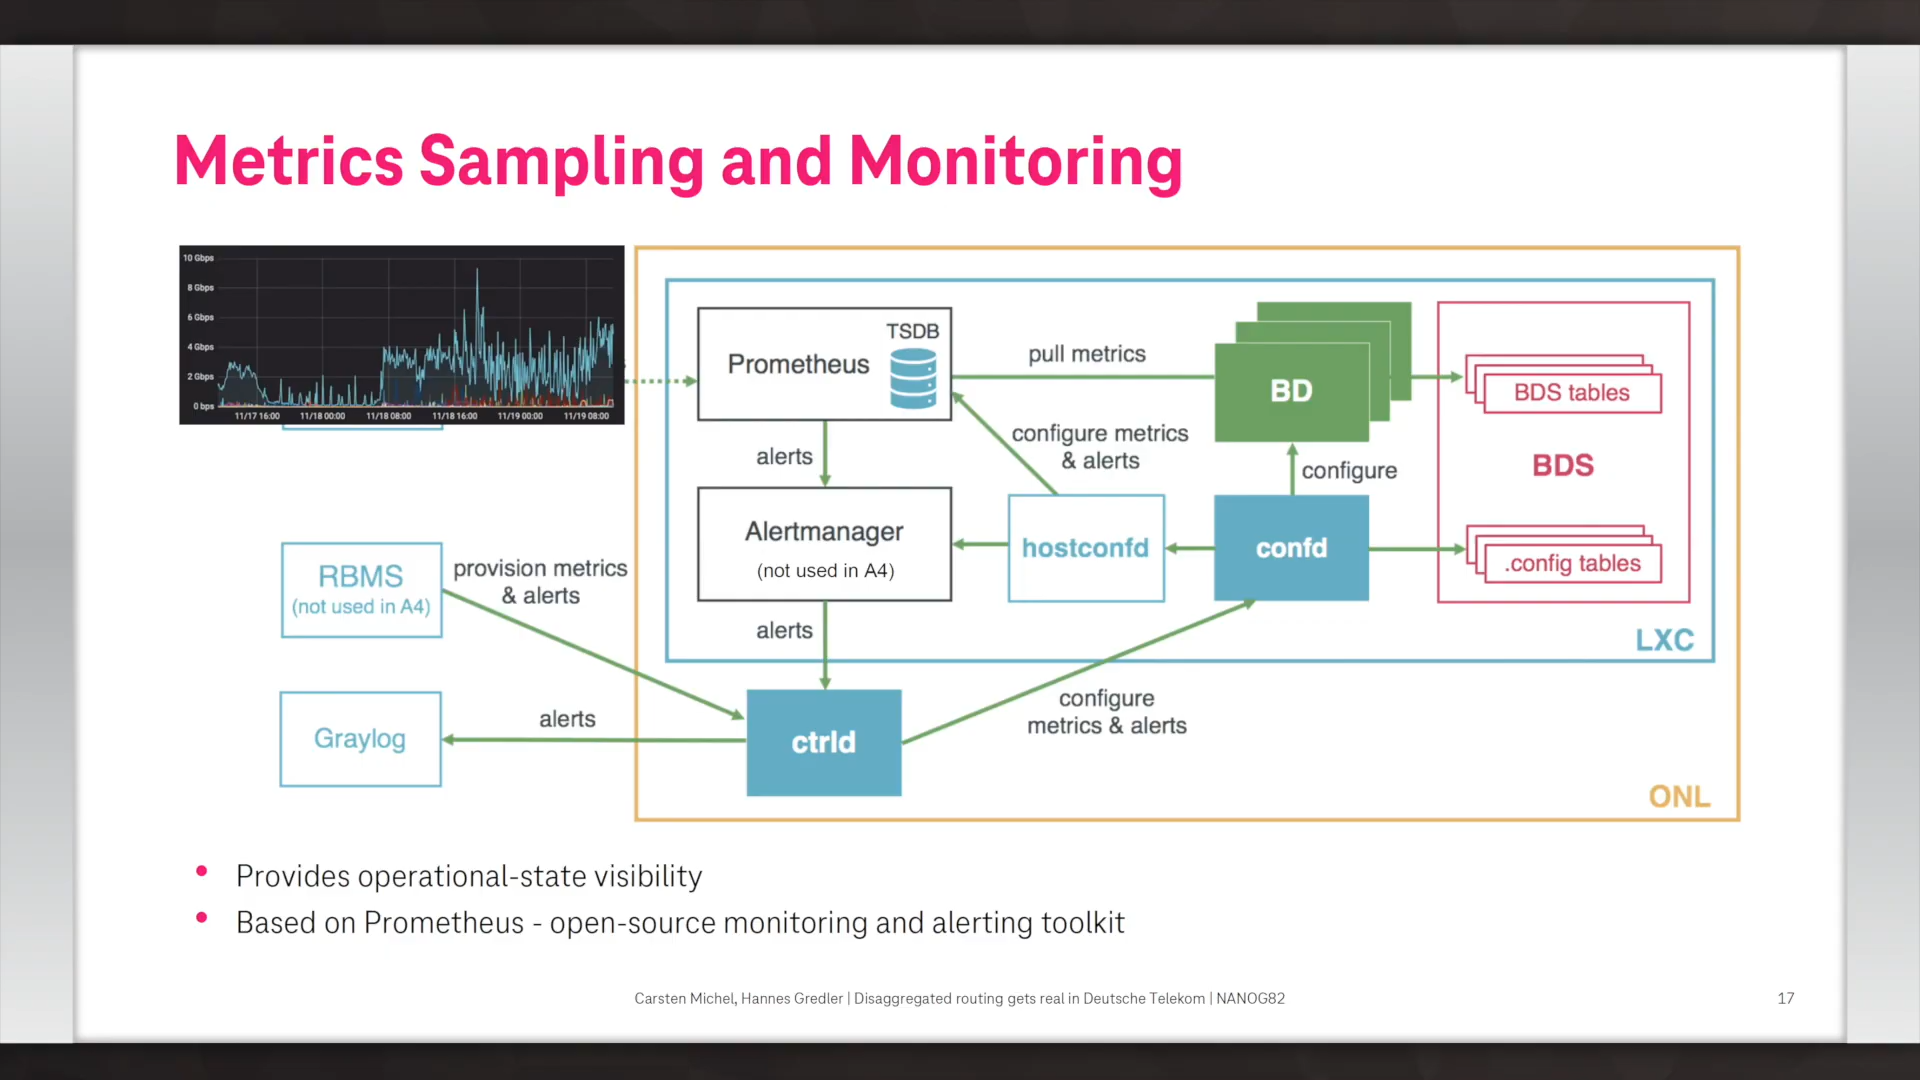 Metrics Sampling and Monitoring
10 Gbps
8 Gbps
6 Gbps
4 Gbps
2 Gbps
0 bps
11/17 16:00 11/18 00:00 11/18 08:00 11/18 16:00 11/19 00:00 11/19 08:00
Prometheus
TSDB
pull metrics
BD
BDS tables
configure metrics
& alerts
alerts
configure
BDS
Alertmanager
(not used in A4)
hostconfd
confd
.config tables
RBMS
(not used in A4)
provision metrics
& alerts
alerts
LXC
Graylog
alerts
ctrld
configure
metrics & alerts
ONL
• Provides operational-state visibility
• Based on Prometheus - open-source monitoring and alerting toolkit
Carsten Michel, Hannes Gredler | Disaggregated routing gets real in Deutsche Telekom | NANOG82
17